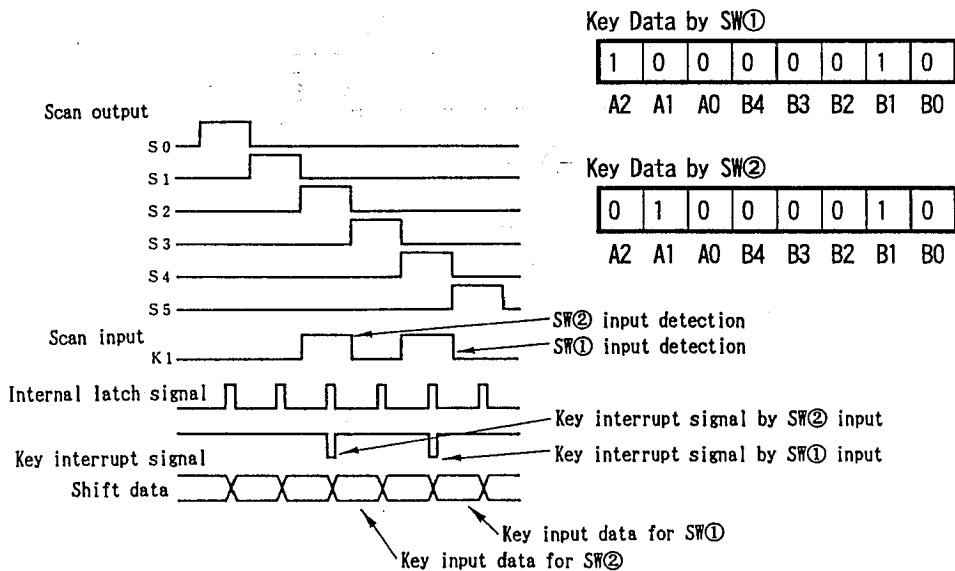 Key Data by SW①
1 0 0 0 0 0 1 0
A2 A1 A0 B4 B3 B2 B1 B0
Key Data by SW②
0 1 0 0 0 0 1 0
A2 A1 A0 B4 B3 B2 B1 B0
Scan output
S0
S1
S2
S3
S4
S5
Scan input
K1
SW② input detection
SW① input detection
Internal latch signal
Key interrupt signal
Key interrupt signal by SW② input
Key interrupt signal by SW① input
Shift data
Key input data for SW①
Key input data for SW②